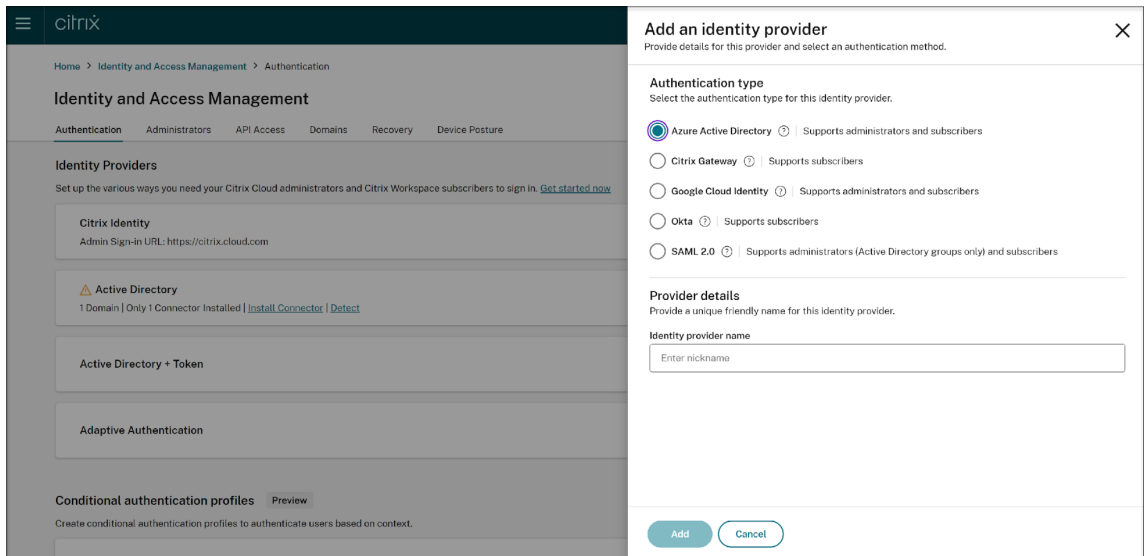 citrix
Home > Identity and Access Management > Authentication
Identity and Access Management
Authentication Administrators API Access Domains Recovery Device Posture
Identity Providers
Set up the various ways you need your Citrix Cloud administrators and Citrix Workspace subscribers to sign in. Get started now
Citrix Identity
Admin Sign-in URL: https://citrix.cloud.com
Active Directory
1 Domain | Only 1 Connector Installed | Install Connector | Detect
Active Directory + Token
Adaptive Authentication
Conditional authentication profiles Preview
Create conditional authentication profiles to authenticate users based on context.
Add an identity provider
Provide details for this provider and select an authentication method.
Authentication type
Select the authentication type for this identity provider.
Azure Active Directory ? | Supports administrators and subscribers
Citrix Gateway ? | Supports subscribers
Google Cloud Identity ? | Supports administrators and subscribers
Okta ? | Supports subscribers
SAML 2.0 ? | Supports administrators (Active Directory groups only) and subscribers
Provider details
Provide a unique friendly name for this identity provider.
Identity provider name
Enter nickname
Add Cancel